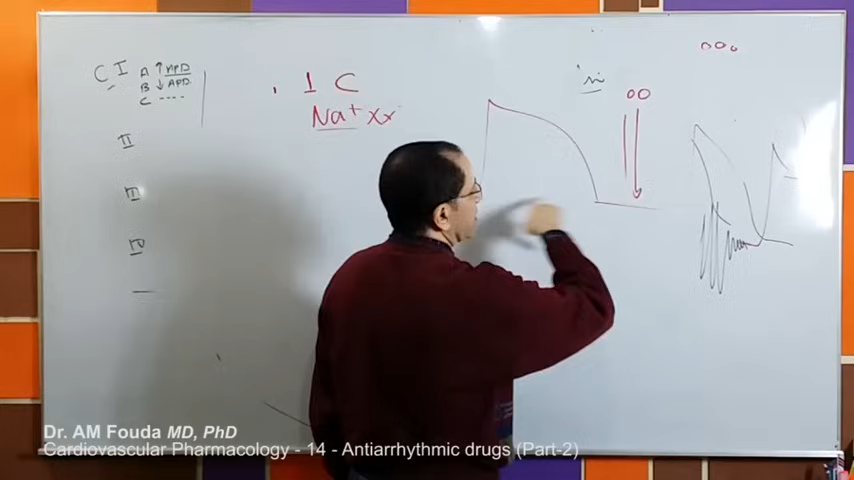 CI A ↑ APD
B ↓ APD
C ----
II
III
IV
1 C
Na⁺ xx
Dr. AM Fouda MD, PhD
Cardiovascular Pharmacology - 14 - Antiarrhythmic drugs (Part-2)